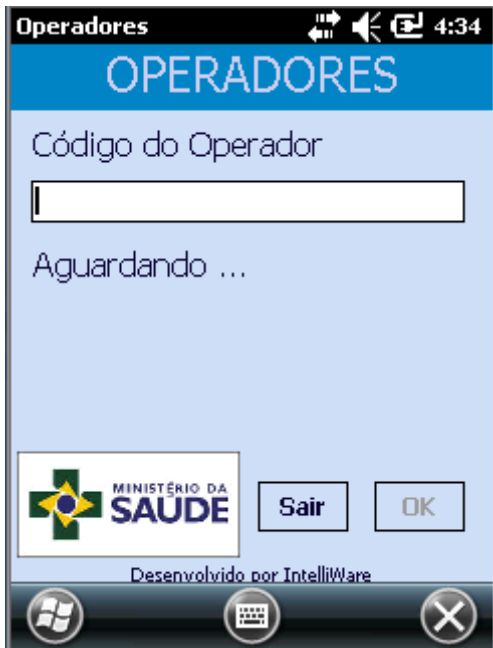 Operadores 4:34
OPERADORES
Código do Operador
Aguardando ...
MINISTÉRIO DA
SAÚDE
Sair OK
Desenvolvido por IntelliWare